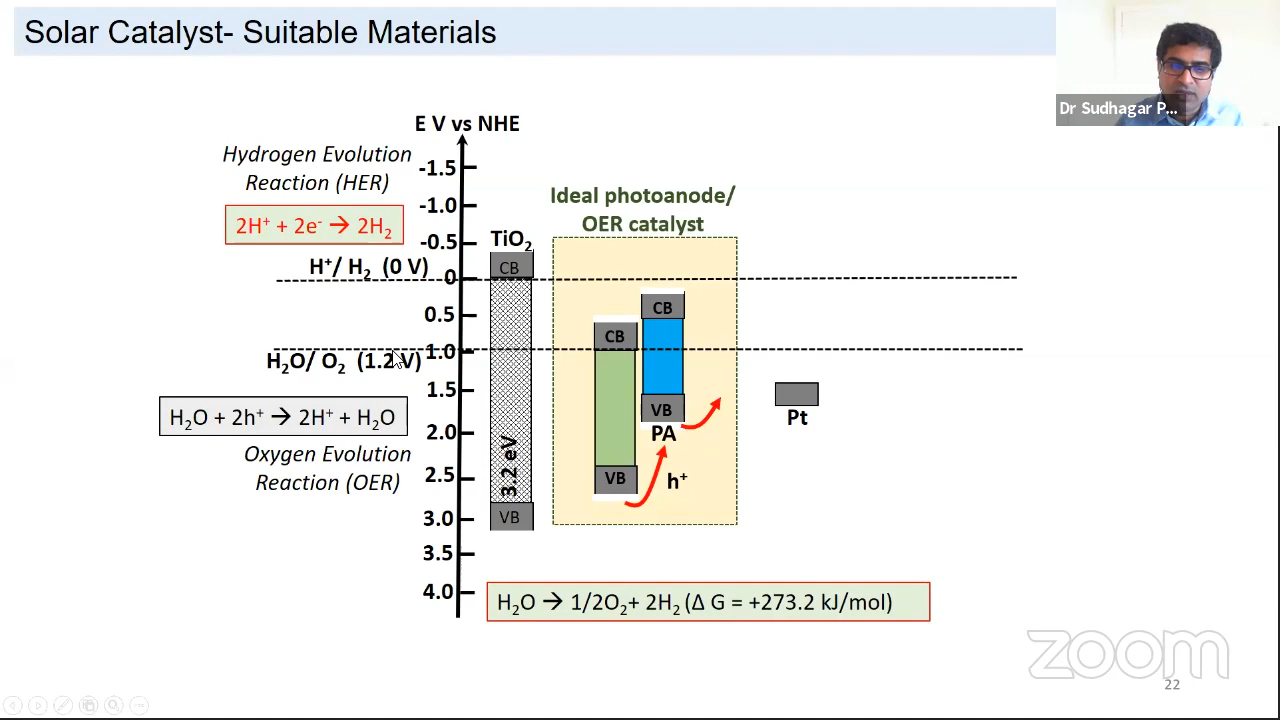 Solar Catalyst- Suitable Materials
Dr Sudhagar P...
E V vs NHE
Hydrogen Evolution
Reaction (HER)
2H⁺ + 2e⁻ → 2H₂
H⁺/ H₂ (0 V)
H₂O/ O₂ (1.2 V)
H₂O + 2h⁺ → 2H⁺ + H₂O
Oxygen Evolution
Reaction (OER)
-1.5
-1.0
-0.5
0
0.5
1.0
1.5
2.0
2.5
3.0
3.5
4.0
TiO₂
CB
3.2 eV
VB
Ideal photoanode/
OER catalyst
CB
VB
CB
VB
PA
h⁺
Pt
H₂O → 1/2O₂+ 2H₂ (Δ G = +273.2 kJ/mol)
zoom
22